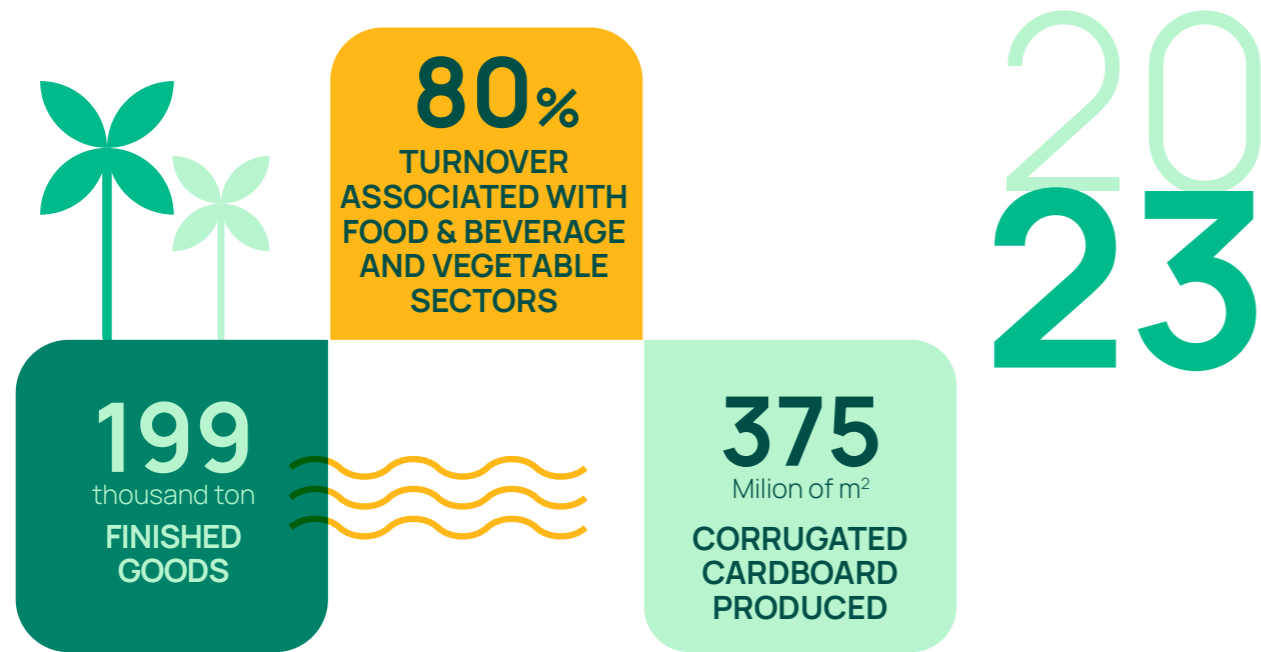 80%
TURNOVER
ASSOCIATED WITH
FOOD & BEVERAGE
AND VEGETABLE
SECTORS
20
23
199
thousand ton
FINISHED
GOODS
375
Milion of m²
CORRUGATED
CARDBOARD
PRODUCED